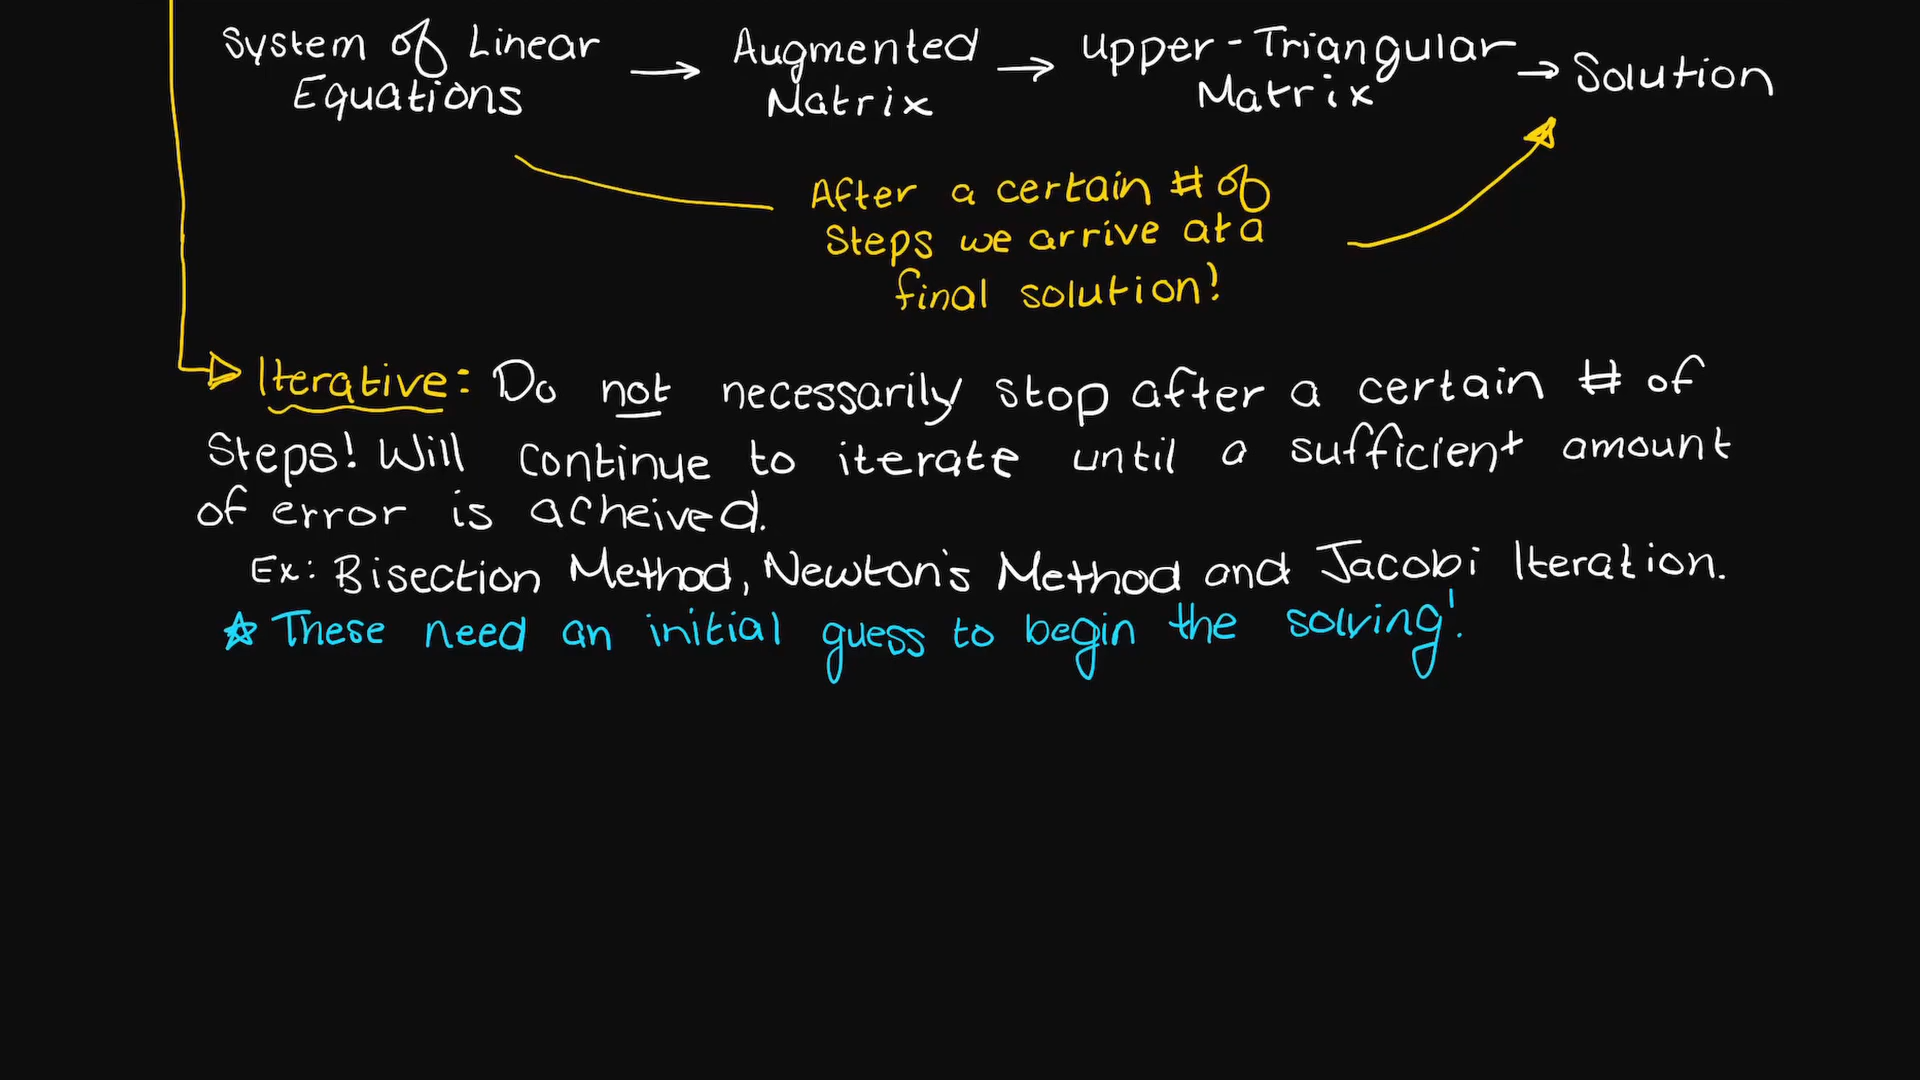 System of Linear Equations → Augmented Matrix → Upper-Triangular Matrix → Solution
After a certain # of
Steps we arrive at a
final solution!
Iterative: Do not necessarily stop after a certain # of
Steps! Will continue to iterate until a sufficient amount
of error is acheived.
Ex: Bisection Method, Newton's Method and Jacobi Iteration.
☆ These need an initial guess to begin the solving!